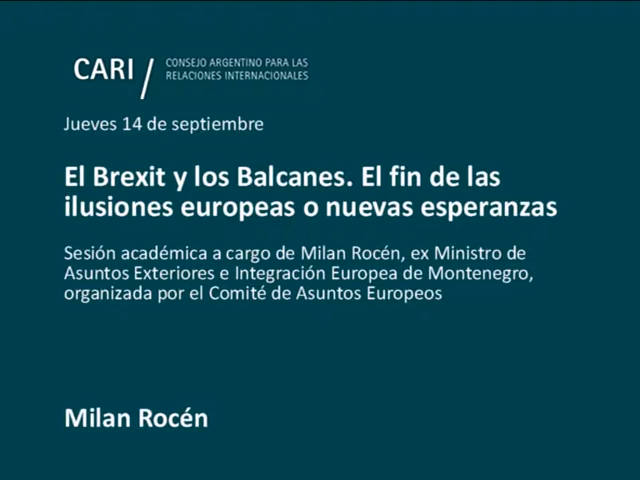 CARI / CONSEJO ARGENTINO PARA LAS
RELACIONES INTERNACIONALES
Jueves 14 de septiembre
El Brexit y los Balcanes. El fin de las
ilusiones europeas o nuevas esperanzas
Sesión académica a cargo de Milan Rocén, ex Ministro de
Asuntos Exteriores e Integración Europea de Montenegro,
organizada por el Comité de Asuntos Europeos
Milan Rocén